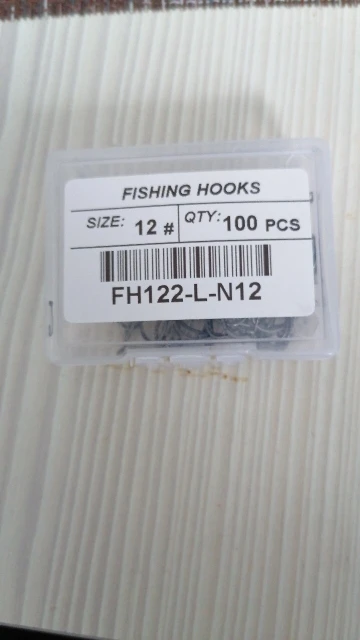 FISHING HOOKS
SIZE: 12 # QTY: 100 PCS
FH122-L-N12